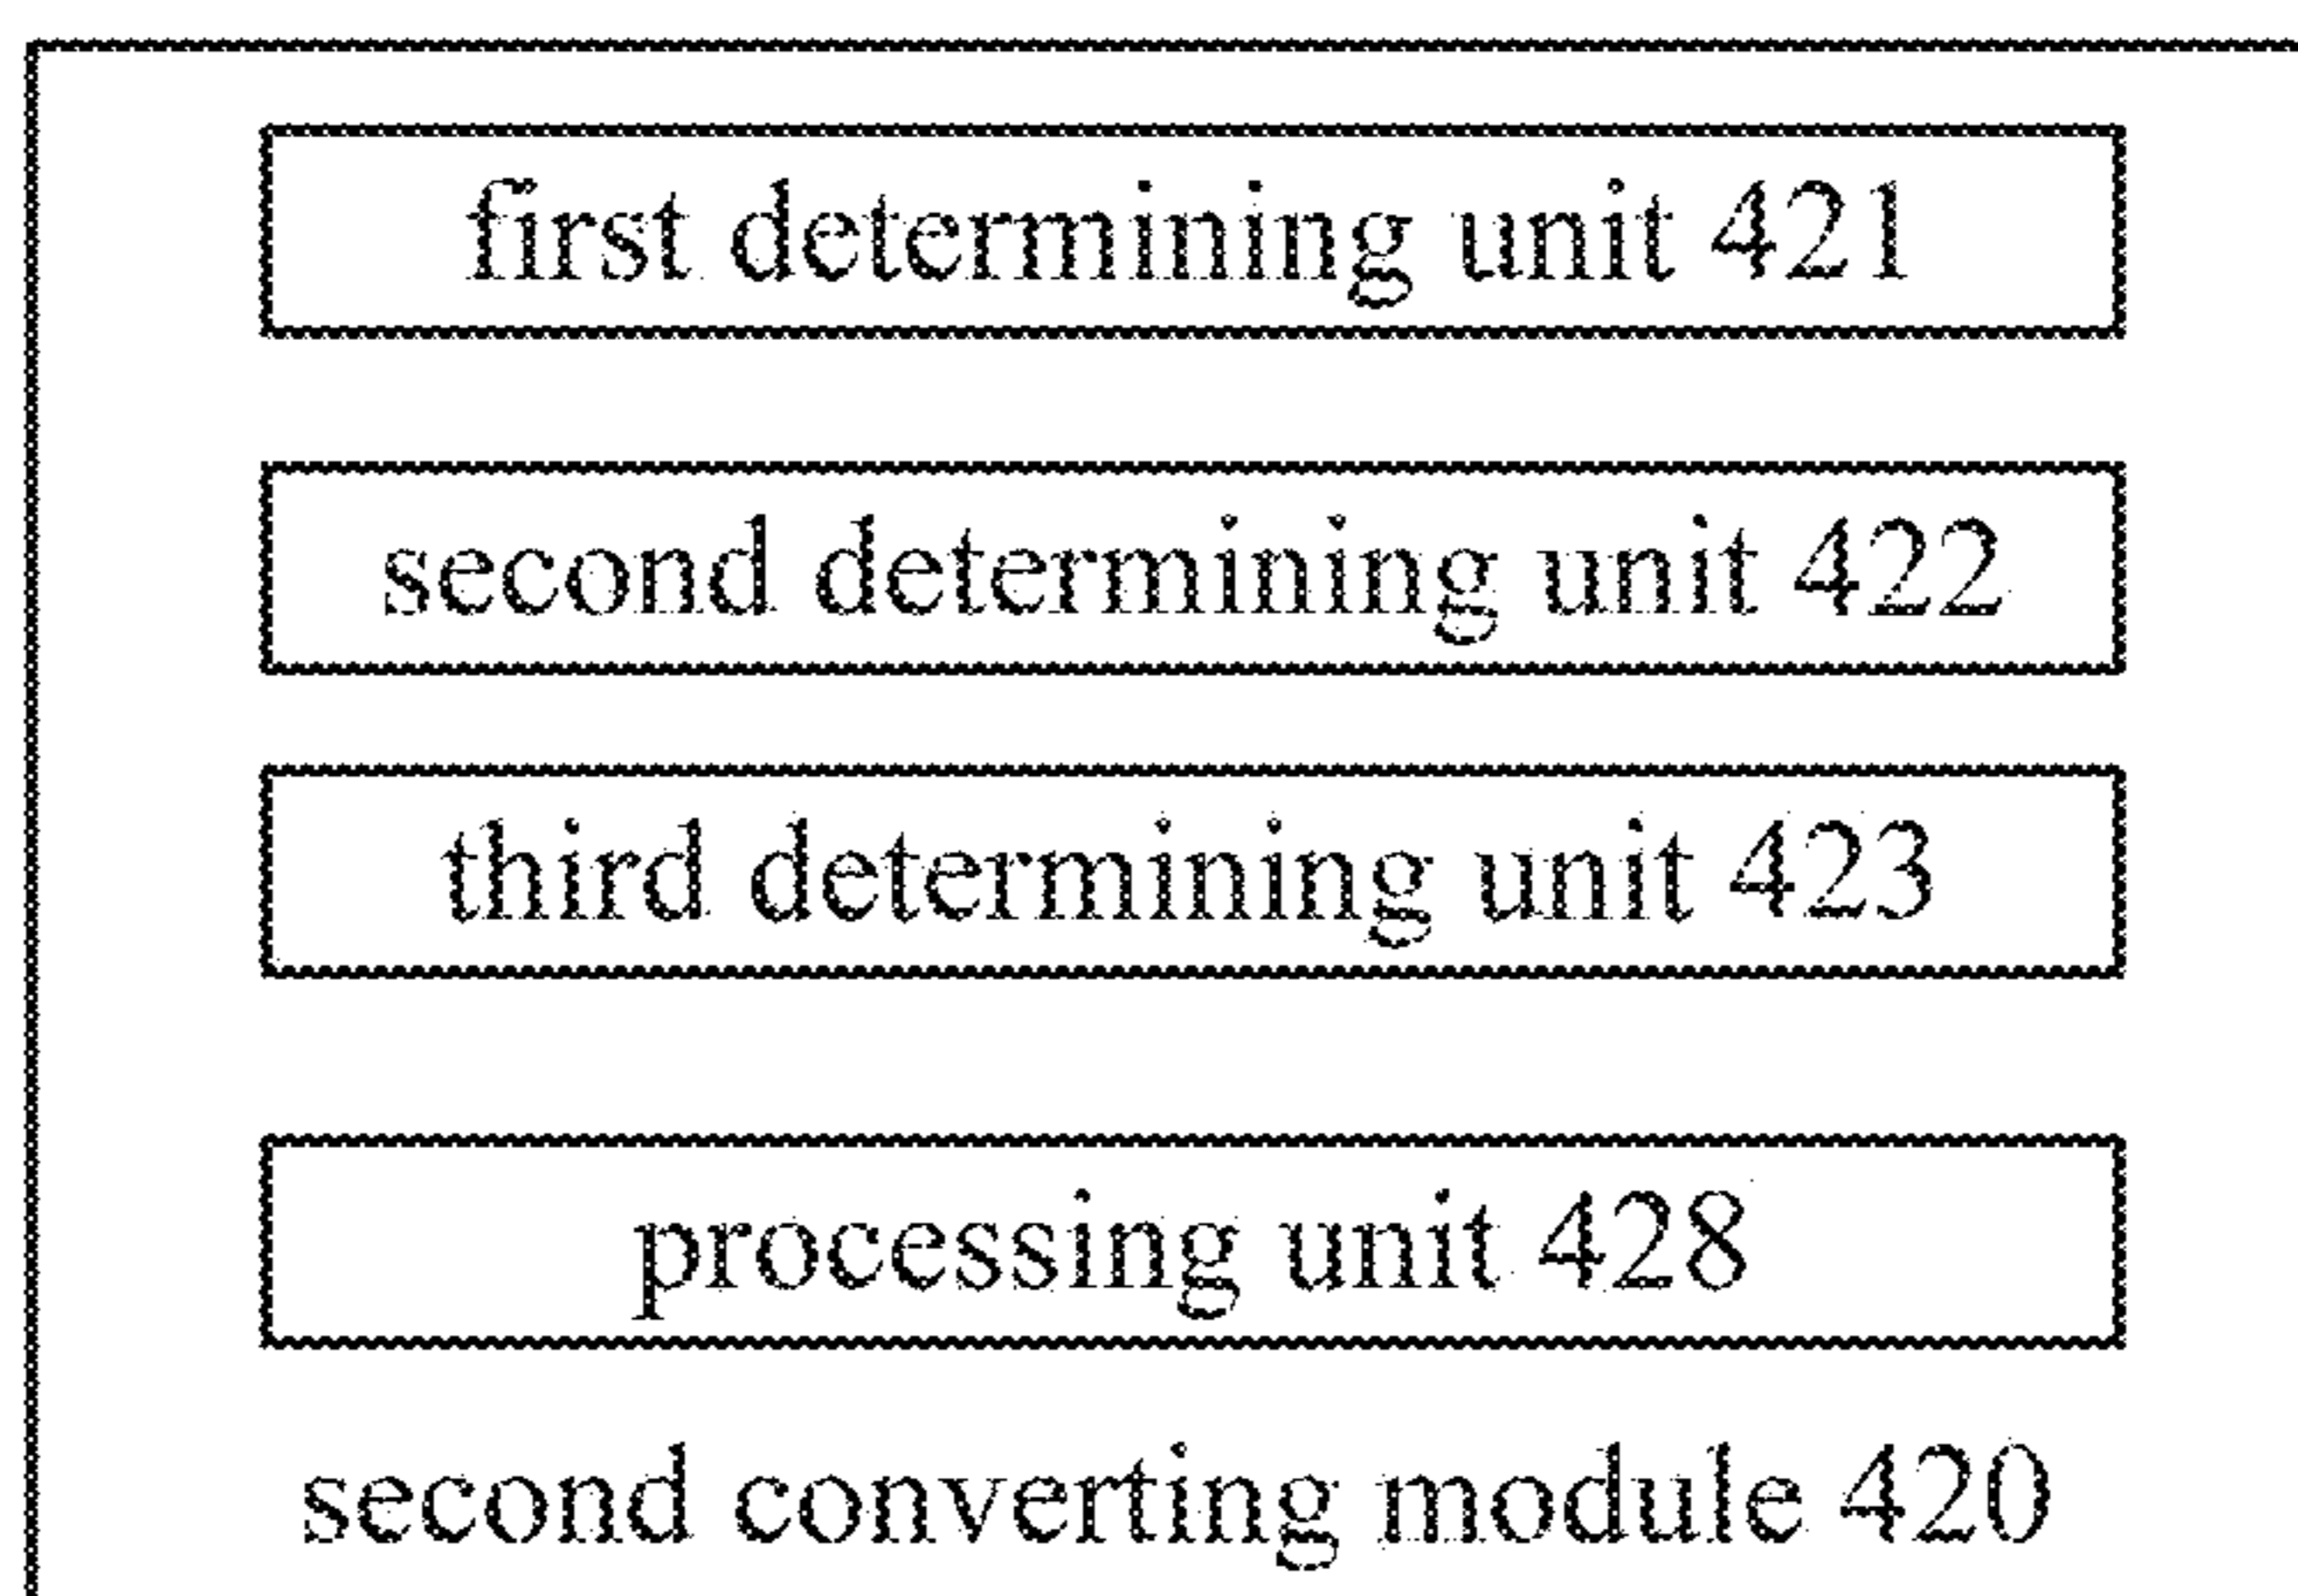 first determining unit 421
second determining unit 422
third determining unit 423
processing unit 428
second converting module 420